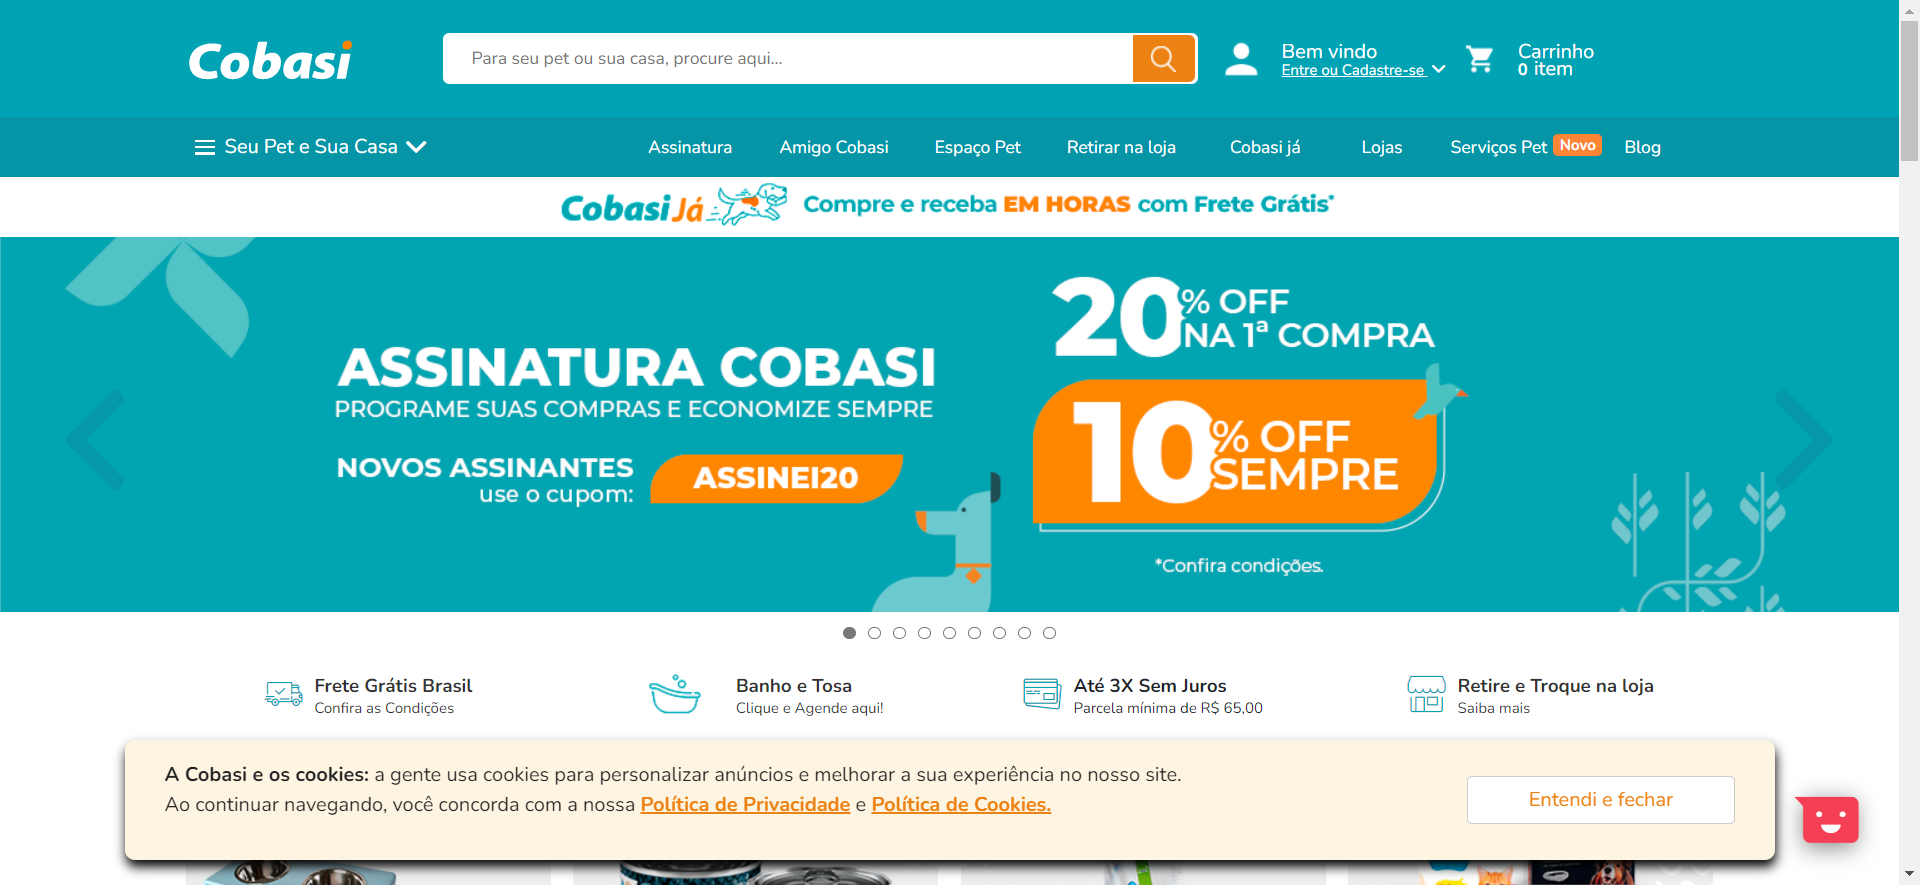 Cobasi
Para seu pet ou sua casa, procure aqui...
Bem vindo
Entre ou Cadastre-se
Carrinho
0 item
Seu Pet e Sua Casa
Assinatura
Amigo Cobasi
Espaço Pet
Retirar na loja
Cobasi já
Lojas
Serviços Pet
Novo
Blog
Cobasi Já
Compre e receba EM HORAS com Frete Grátis*
ASSINATURA COBASI
PROGRAME SUAS COMPRAS E ECONOMIZE SEMPRE
NOVOS ASSINANTES
use o cupom:
ASSINEI20
20% OFF
NA 1ª COMPRA
10% OFF
SEMPRE
*Confira condições.
Frete Grátis Brasil
Confira as Condições
Banho e Tosa
Clique e Agende aqui!
Até 3X Sem Juros
Parcela mínima de R$ 65,00
Retire e Troque na loja
Saiba mais
A Cobasi e os cookies: a gente usa cookies para personalizar anúncios e melhorar a sua experiência no nosso site.
Ao continuar navegando, você concorda com a nossa Política de Privacidade e Política de Cookies.
Entendi e fechar